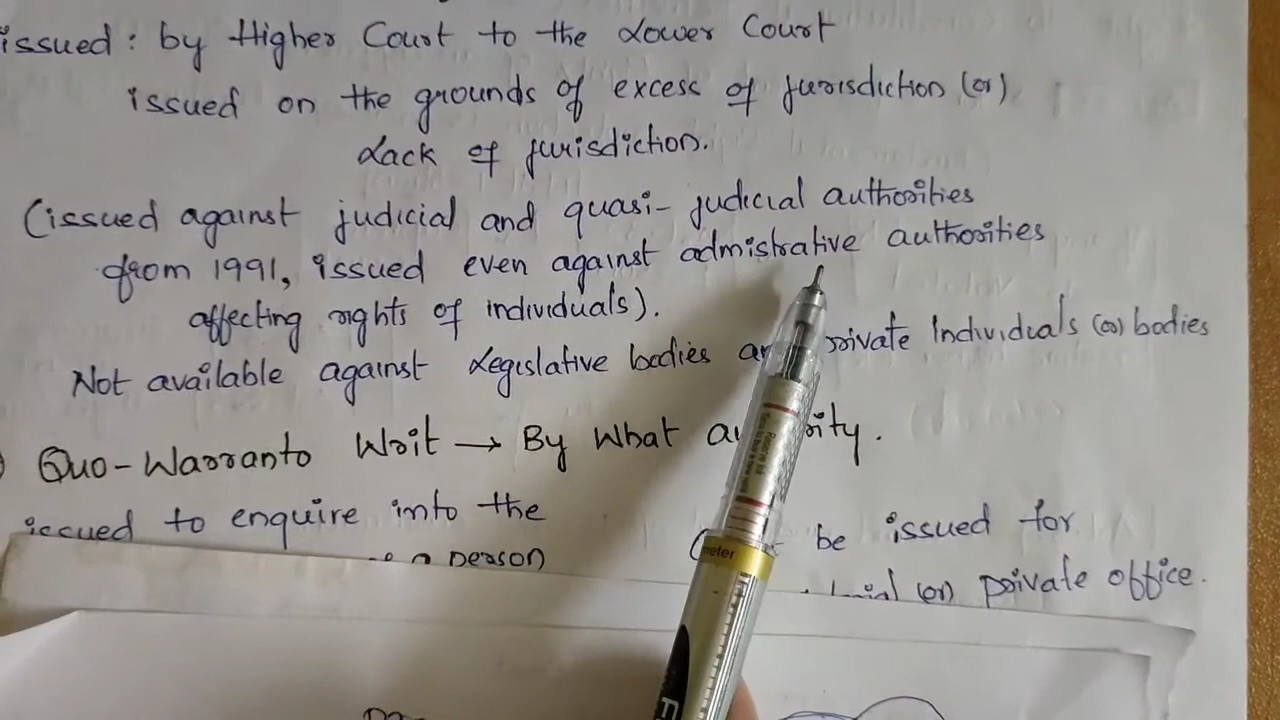 issued: by Higher Court to the Lower Court
issued on the grounds of excess of jurisdiction (or)
Lack of jurisdiction.
(issued against judicial and quasi- judicial authorities
from 1991, issued even against admistrative authorities
affecting rights of individuals).
Not available against Legislative bodies private Individuals (or) bodies
Quo-Warranto Writ → By What
issued to enquire into the
be issued for
a person
(or) private office.
meter